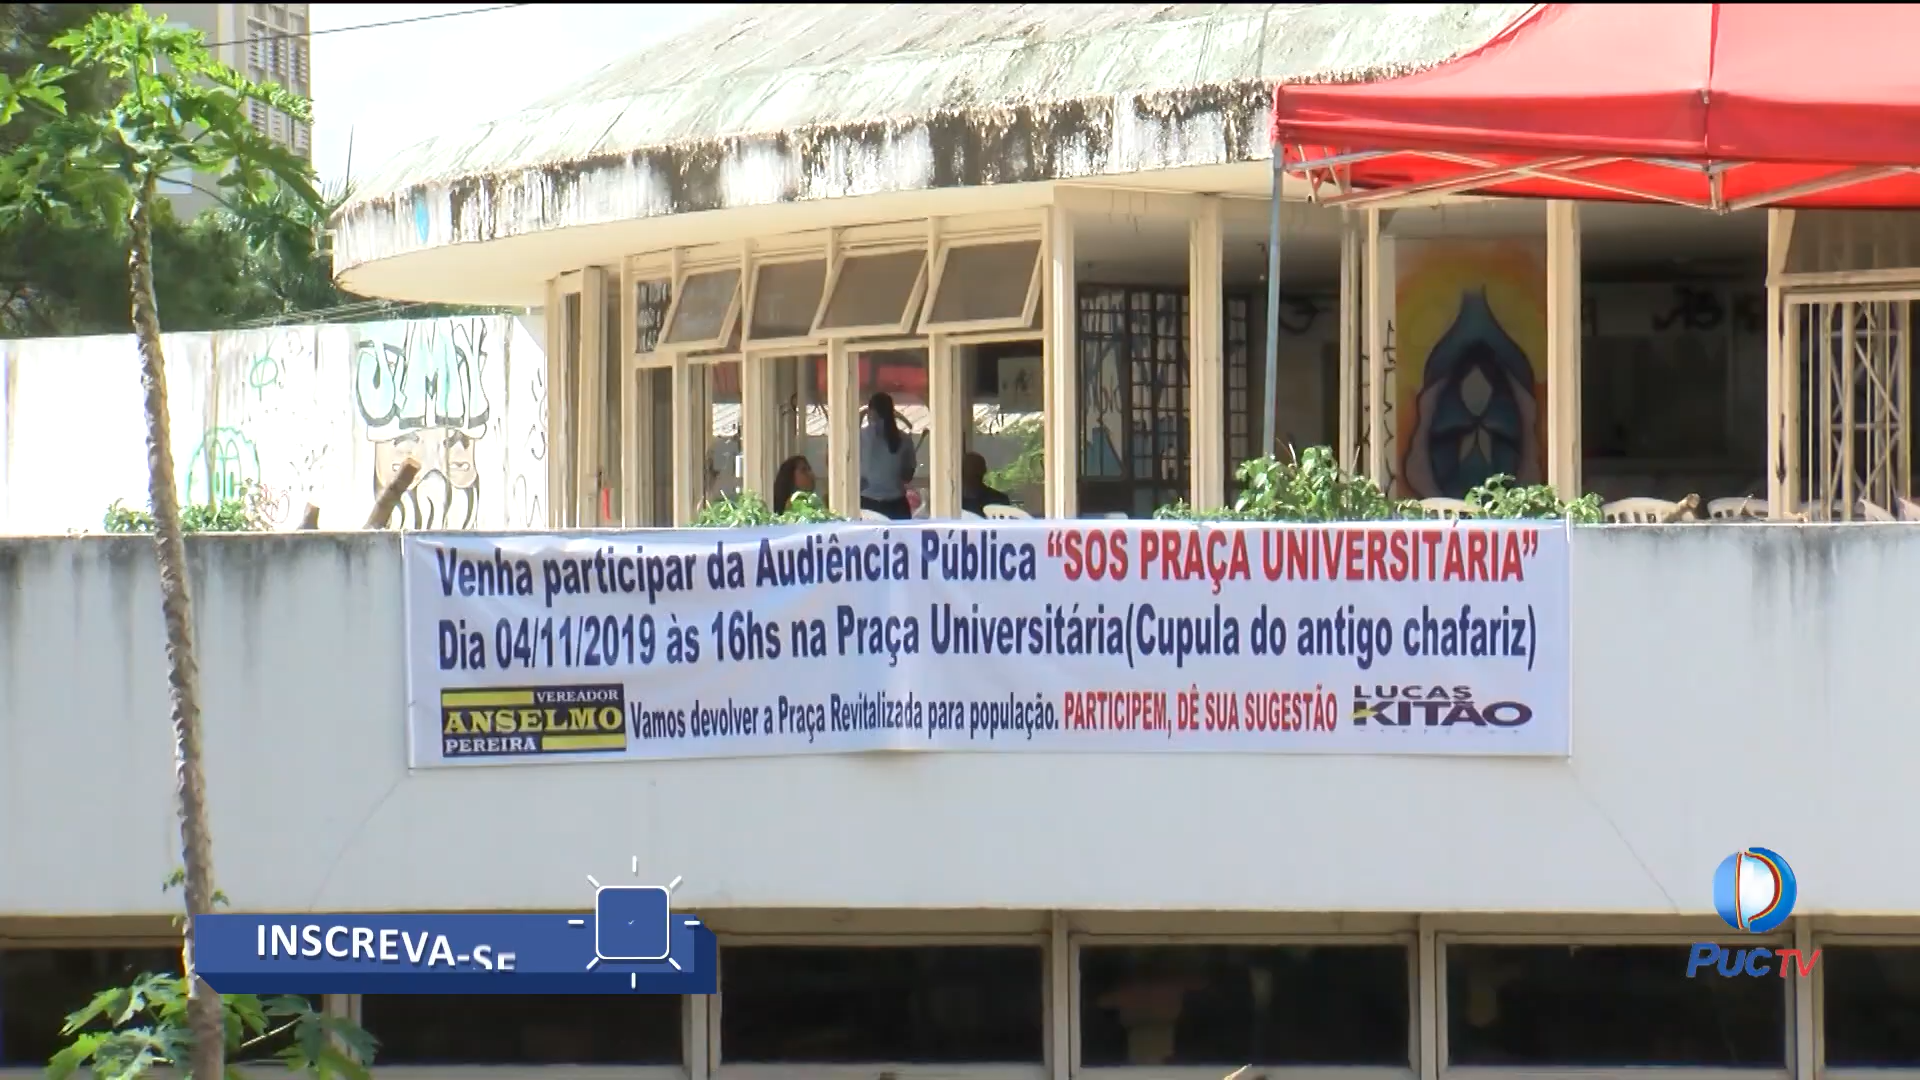 Venha participar da Audiência Pública “SOS PRAÇA UNIVERSITÁRIA”
Dia 04/11/2019 às 16hs na Praça Universitária(Cupula do antigo chafariz)
VEREADOR
ANSELMO
PEREIRA
Vamos devolver a Praça Revitalizada para população. PARTICIPEM, DÊ SUA SUGESTÃO
LUCAS
KITÃO
INSCREVA-SE
PUC TV